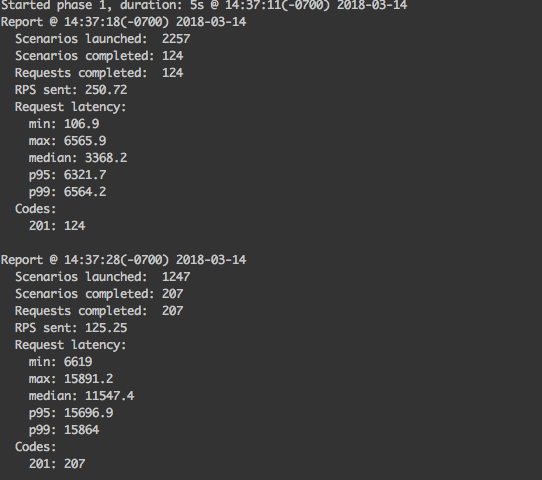 Started phase 1, duration: 5s @ 14:37:11(-0700) 2018-03-14
Report @ 14:37:18(-0700) 2018-03-14
Scenarios launched:  2257
Scenarios completed: 124
Requests completed:  124
RPS sent: 250.72
Request latency:
min: 106.9
max: 6565.9
median: 3368.2
p95: 6321.7
p99: 6564.2
Codes:
201: 124

Report @ 14:37:28(-0700) 2018-03-14
Scenarios launched:  1247
Scenarios completed: 207
Requests completed:  207
RPS sent: 125.25
Request latency:
min: 6619
max: 15891.2
median: 11547.4
p95: 15696.9
p99: 15864
Codes:
201: 207